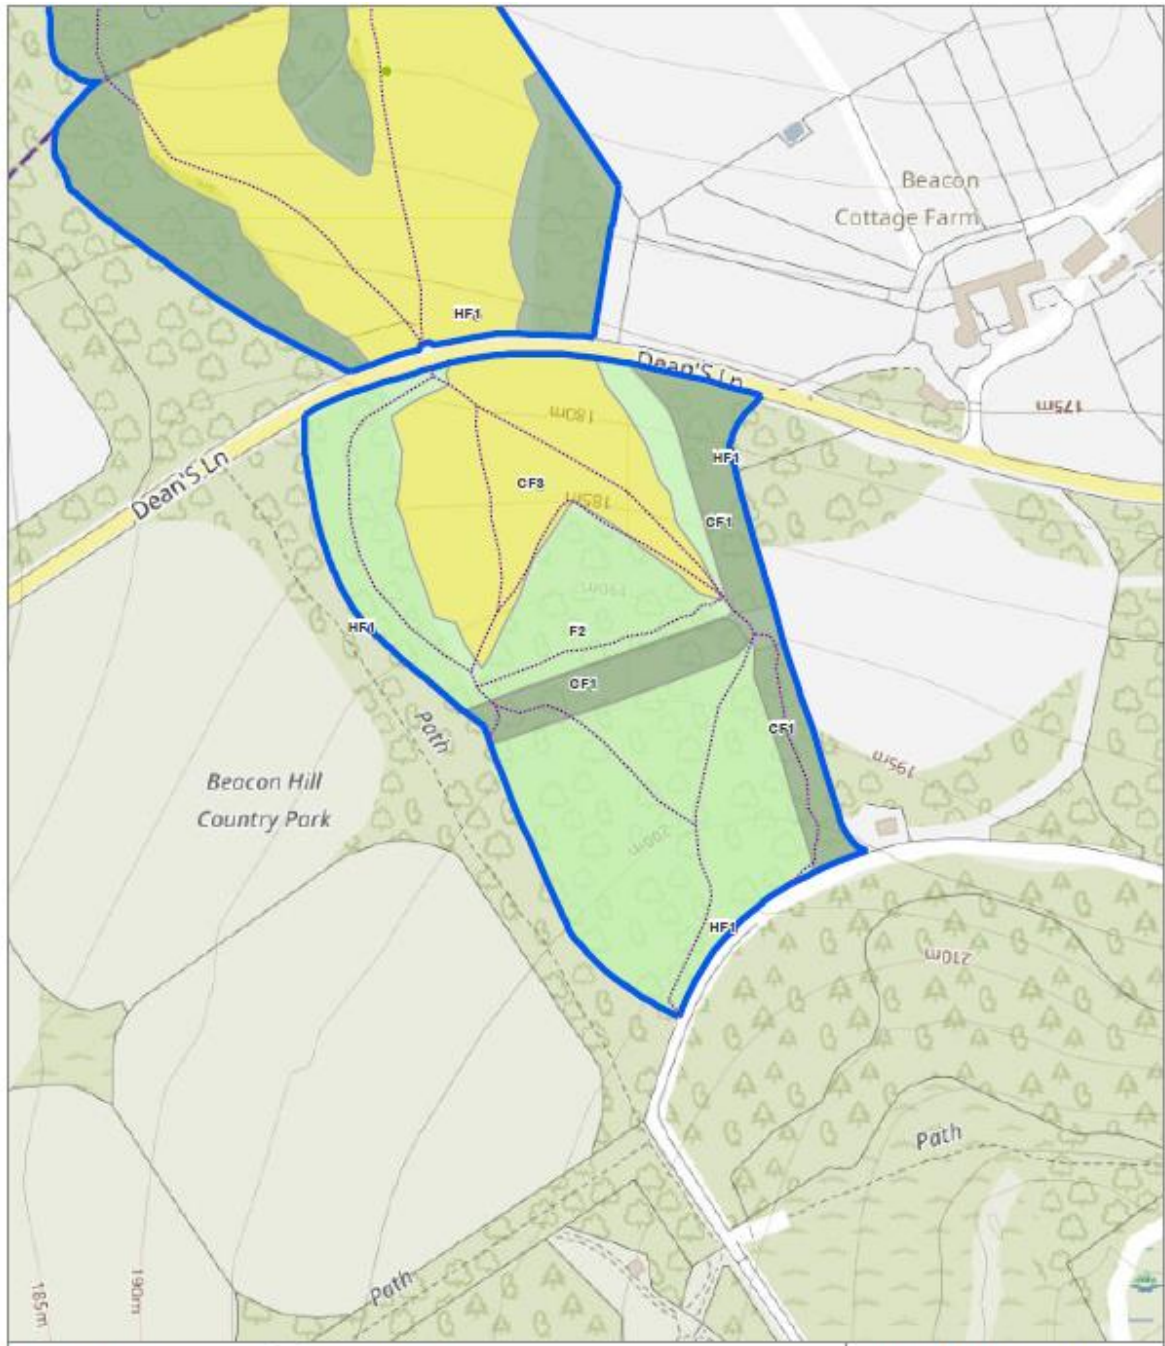 Beacon
Cottage Farm
HF1
Dean'S Ln
180m
175m
HF1
Dean'S Ln
CF8
185m
CF1
190m
HF1
F2
CF1
Path
CF1
195m
Beacon Hill
Country Park
200m
HF1
210m
Path
Path
185m
190m